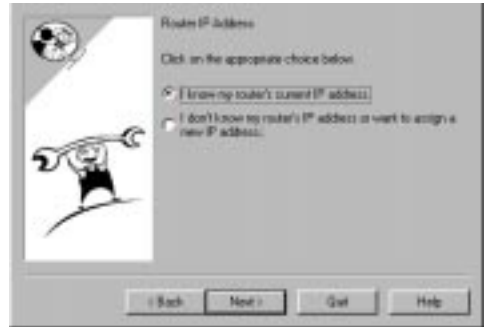 Router IP Address
Click on the appropriate choice below.
I know my router's current IP address.
I don't know my router's IP address or want to assign a
new IP address.
< Back
Next >
Quit
Help